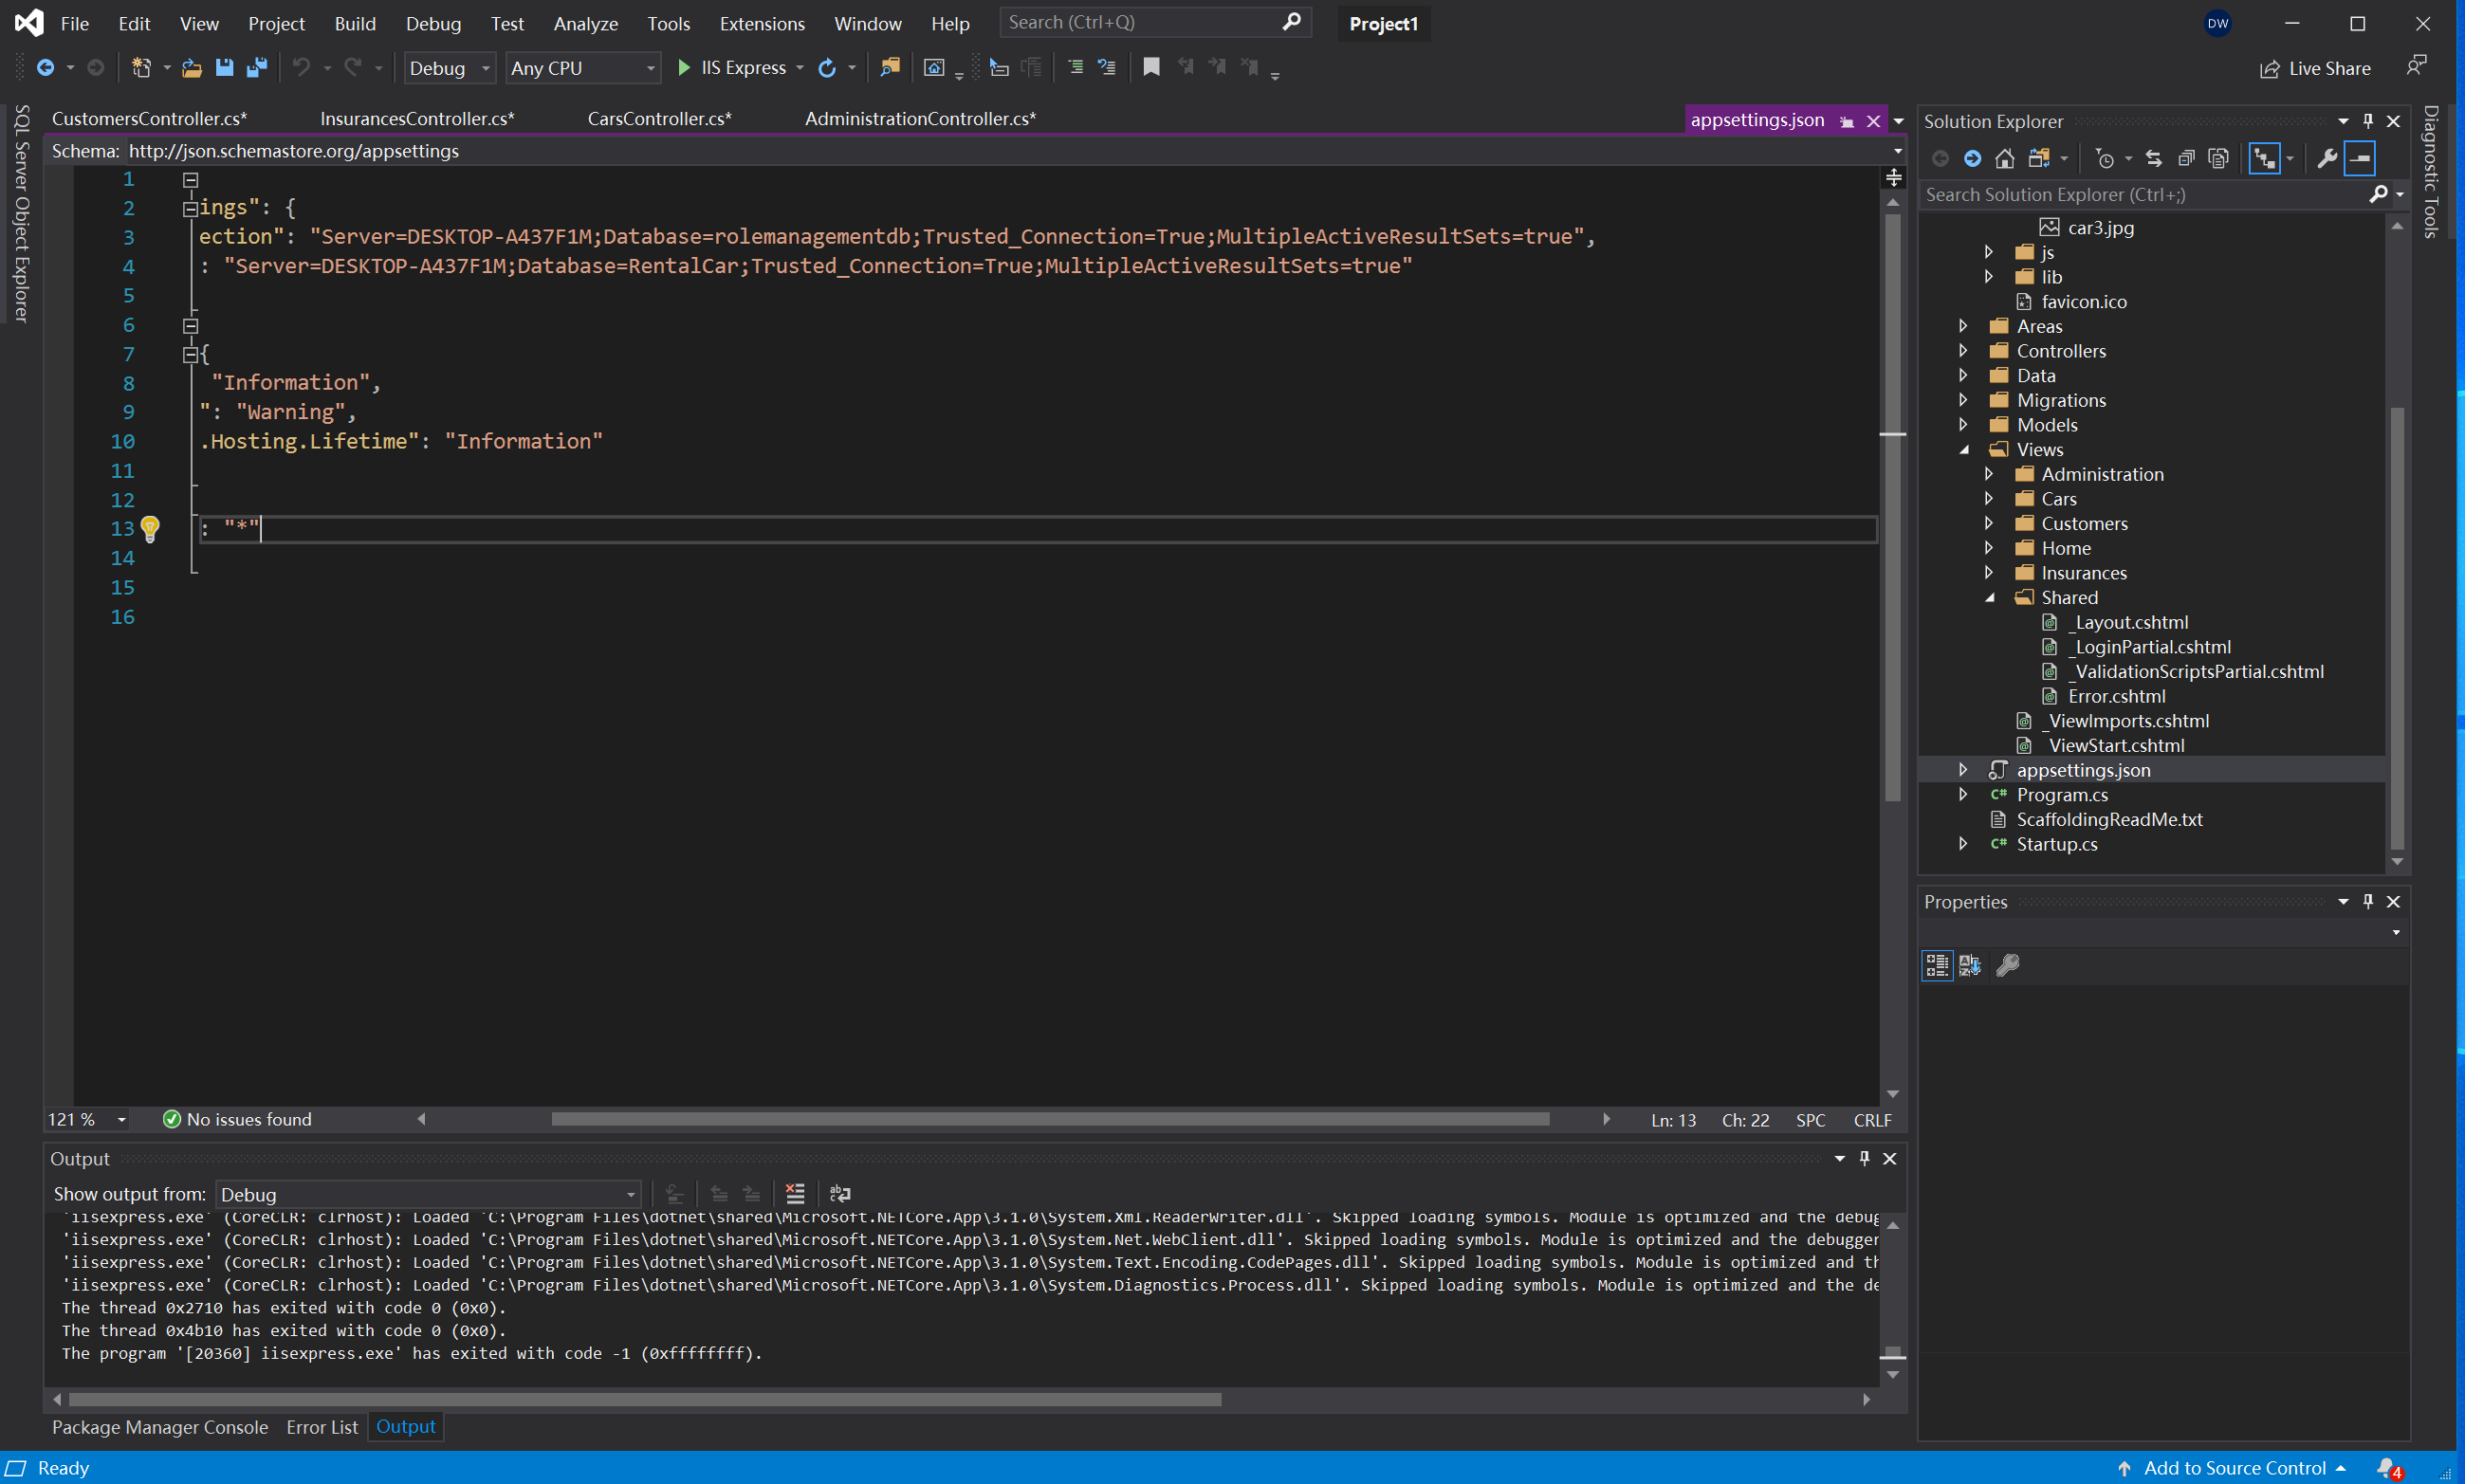 File Edit View Project Build Debug Test Analyze Tools Extensions Window Help Search (Ctrl+Q) Project1 DW
Debug Any CPU IIS Express Live Share
SQL Server Object Explorer
CustomersController.cs* InsurancesController.cs* CarsController.cs* AdministrationController.cs* appsettings.json
Schema: http://json.schemastore.org/appsettings
1
2 ings": {
3 ection": "Server=DESKTOP-A437F1M;Database=rolemanagementdb;Trusted_Connection=True;MultipleActiveResultSets=true",
4 : "Server=DESKTOP-A437F1M;Database=RentalCar;Trusted_Connection=True;MultipleActiveResultSets=true"
5
6
7 {
8 "Information",
9 ": "Warning",
10 .Hosting.Lifetime": "Information"
11
12
13 : "*"
14
15
16
121 % No issues found Ln: 13 Ch: 22 SPC CRLF
Output
Show output from: Debug
'iisexpress.exe' (CoreCLR: clrhost): Loaded 'C:\Program Files\dotnet\shared\Microsoft.NETCore.App\3.1.0\System.Xml.ReaderWriter.dll'. Skipped loading symbols. Module is optimized and the debug
'iisexpress.exe' (CoreCLR: clrhost): Loaded 'C:\Program Files\dotnet\shared\Microsoft.NETCore.App\3.1.0\System.Net.WebClient.dll'. Skipped loading symbols. Module is optimized and the debugger
'iisexpress.exe' (CoreCLR: clrhost): Loaded 'C:\Program Files\dotnet\shared\Microsoft.NETCore.App\3.1.0\System.Text.Encoding.CodePages.dll'. Skipped loading symbols. Module is optimized and th
'iisexpress.exe' (CoreCLR: clrhost): Loaded 'C:\Program Files\dotnet\shared\Microsoft.NETCore.App\3.1.0\System.Diagnostics.Process.dll'. Skipped loading symbols. Module is optimized and the de
The thread 0x2710 has exited with code 0 (0x0).
The thread 0x4b10 has exited with code 0 (0x0).
The program '[20360] iisexpress.exe' has exited with code -1 (0xffffffff).
Package Manager Console Error List Output
Solution Explorer
Search Solution Explorer (Ctrl+;)
car3.jpg
js
lib
favicon.ico
Areas
Controllers
Data
Migrations
Models
Views
Administration
Cars
Customers
Home
Insurances
Shared
_Layout.cshtml
_LoginPartial.cshtml
_ValidationScriptsPartial.cshtml
Error.cshtml
_ViewImports.cshtml
_ViewStart.cshtml
appsettings.json
C# Program.cs
ScaffoldingReadMe.txt
C# Startup.cs
Properties
Diagnostic Tools
Ready Add to Source Control 4